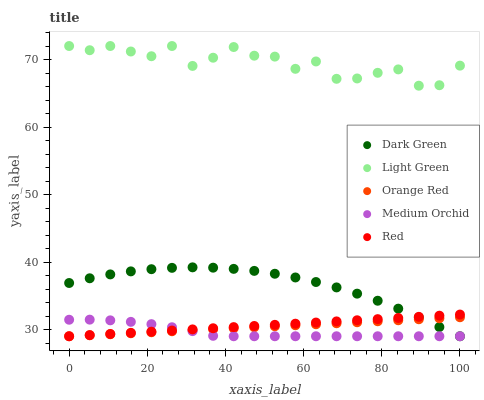 title
yaxis_label
70
60
50
40
30
0
20
40
60
80
100
xaxis_label
Dark Green
Light Green
Orange Red
Medium Orchid
Red